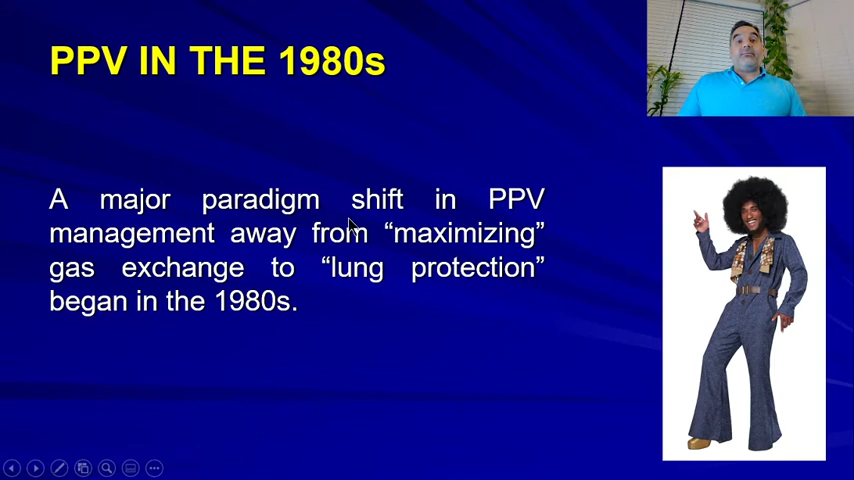 PPV IN THE 1980s
A major paradigm shift in PPV
management away from “maximizing”
gas exchange to “lung protection”
began in the 1980s.